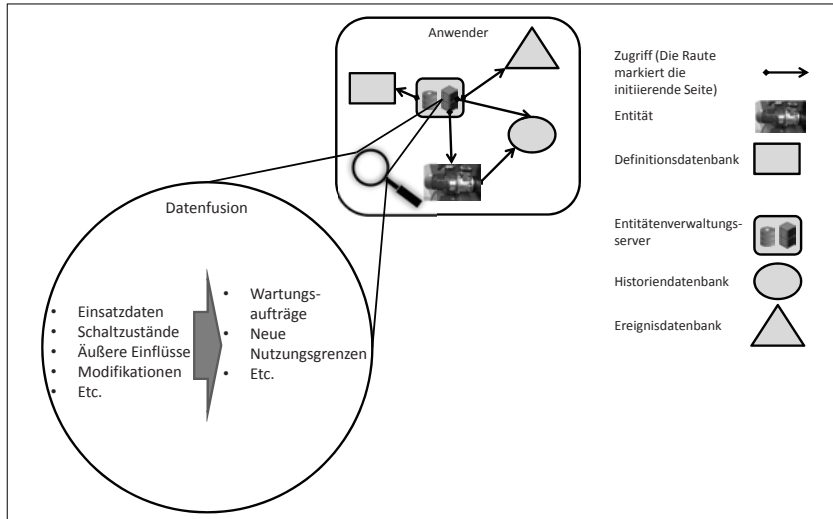 Anwender
Datenfusion
• Einsatzdaten
• Schaltzustände
• Äußere Einflüsse
• Modifikationen
• Etc.
• Wartungs-
aufträge
• Neue
Nutzungsgrenzen
• Etc.
Zugriff (Die Raute
markiert die
initiierende Seite)
Entität
Definitionsdatenbank
Entitätenverwaltungs-
server
Historiendatenbank
Ereignisdatenbank